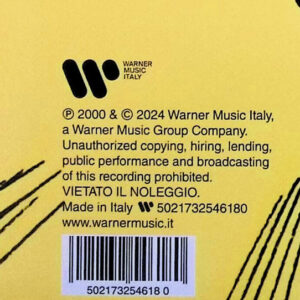 WARNER
MUSIC
ITALY
℗ 2000 & © 2024 Warner Music Italy,
a Warner Music Group Company.
Unauthorized copying, hiring, lending,
public performance and broadcasting
of this recording prohibited.
VIETATO IL NOLEGGIO.
Made in Italy 5021732546180
www.warnermusic.it
502173254618 0